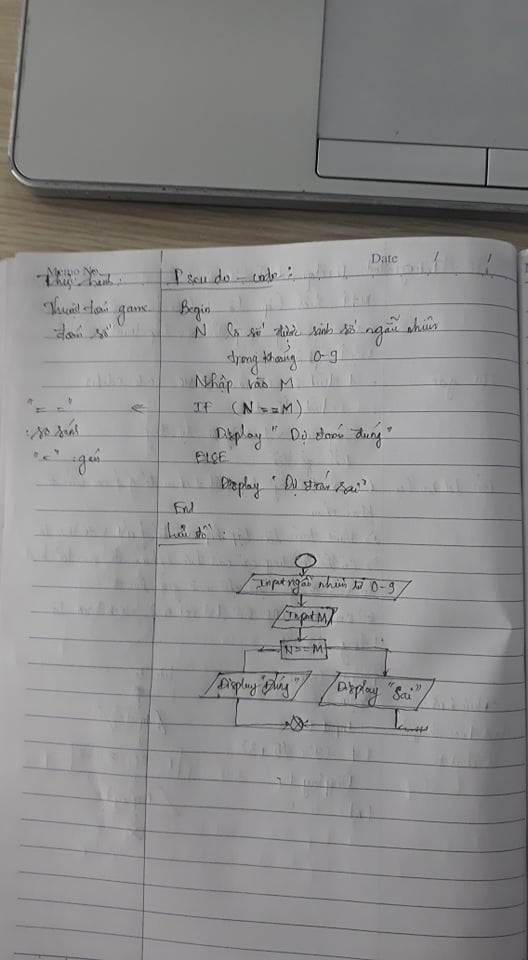 Memo No.
Date / /
Thực hành:
Thuật toán game
đoán số
"=="
: so sánh
"=" : gán
Pseudo-code:
Begin
N là số được sinh số ngẫu nhiên
trong khoảng 0-9
Nhập vào M
IF (N==M)
Display "Dự đoán đúng"
ELSE
Display "Dự đoán sai"
End
Lưu đồ:
Input ngẫu nhiên từ 0-9
Input M
N==M
Display "Đúng"
Display "Sai"